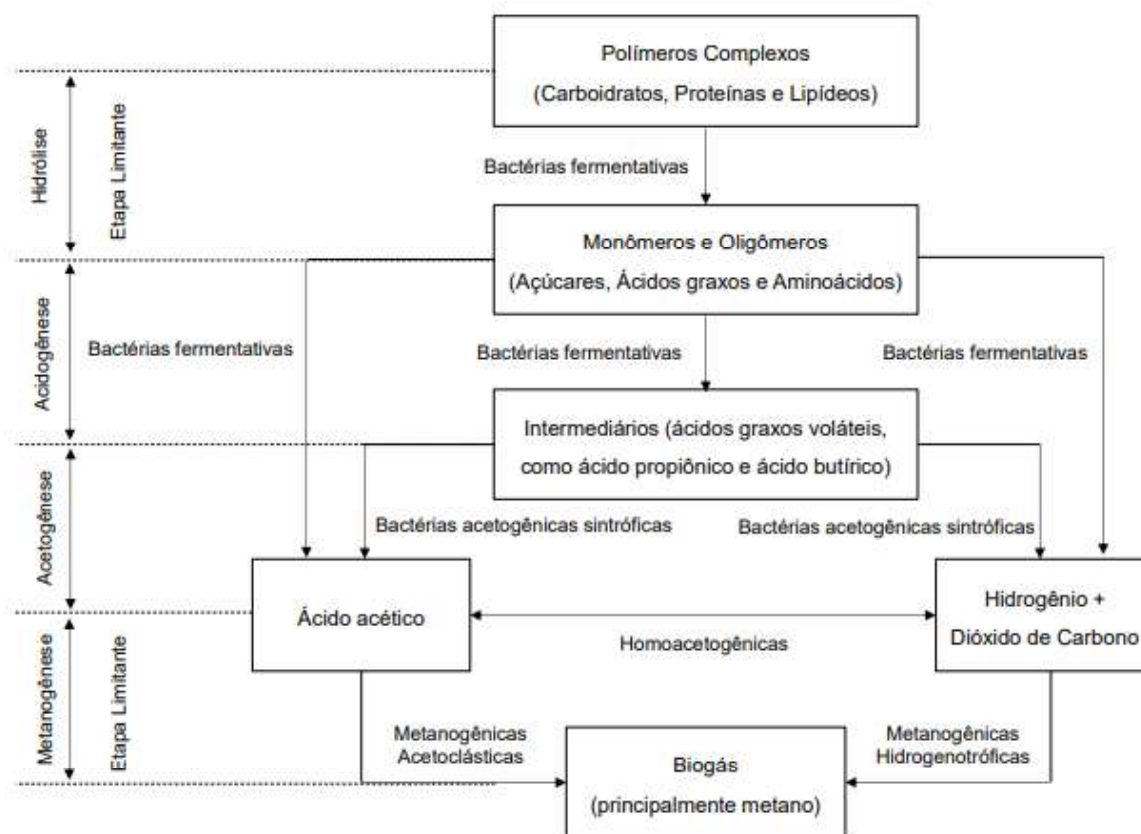 Polímeros Complexos
(Carboidratos, Proteínas e Lipídeos)
Hidrólise
Etapa Limitante
Bactérias fermentativas
Monômeros e Oligômeros
(Açúcares, Ácidos graxos e Aminoácidos)
Acidogênese
Bactérias fermentativas
Bactérias fermentativas
Bactérias fermentativas
Intermediários (ácidos graxos voláteis,
como ácido propiônico e ácido butírico)
Acetogênese
Bactérias acetogênicas sintróficas
Bactérias acetogênicas sintróficas
Ácido acético
Hidrogênio +
Dióxido de Carbono
Homoacetogênicas
Metanogênese
Etapa Limitante
Metanogênicas
Acetoclásticas
Metanogênicas
Hidrogenotróficas
Biogás
(principalmente metano)